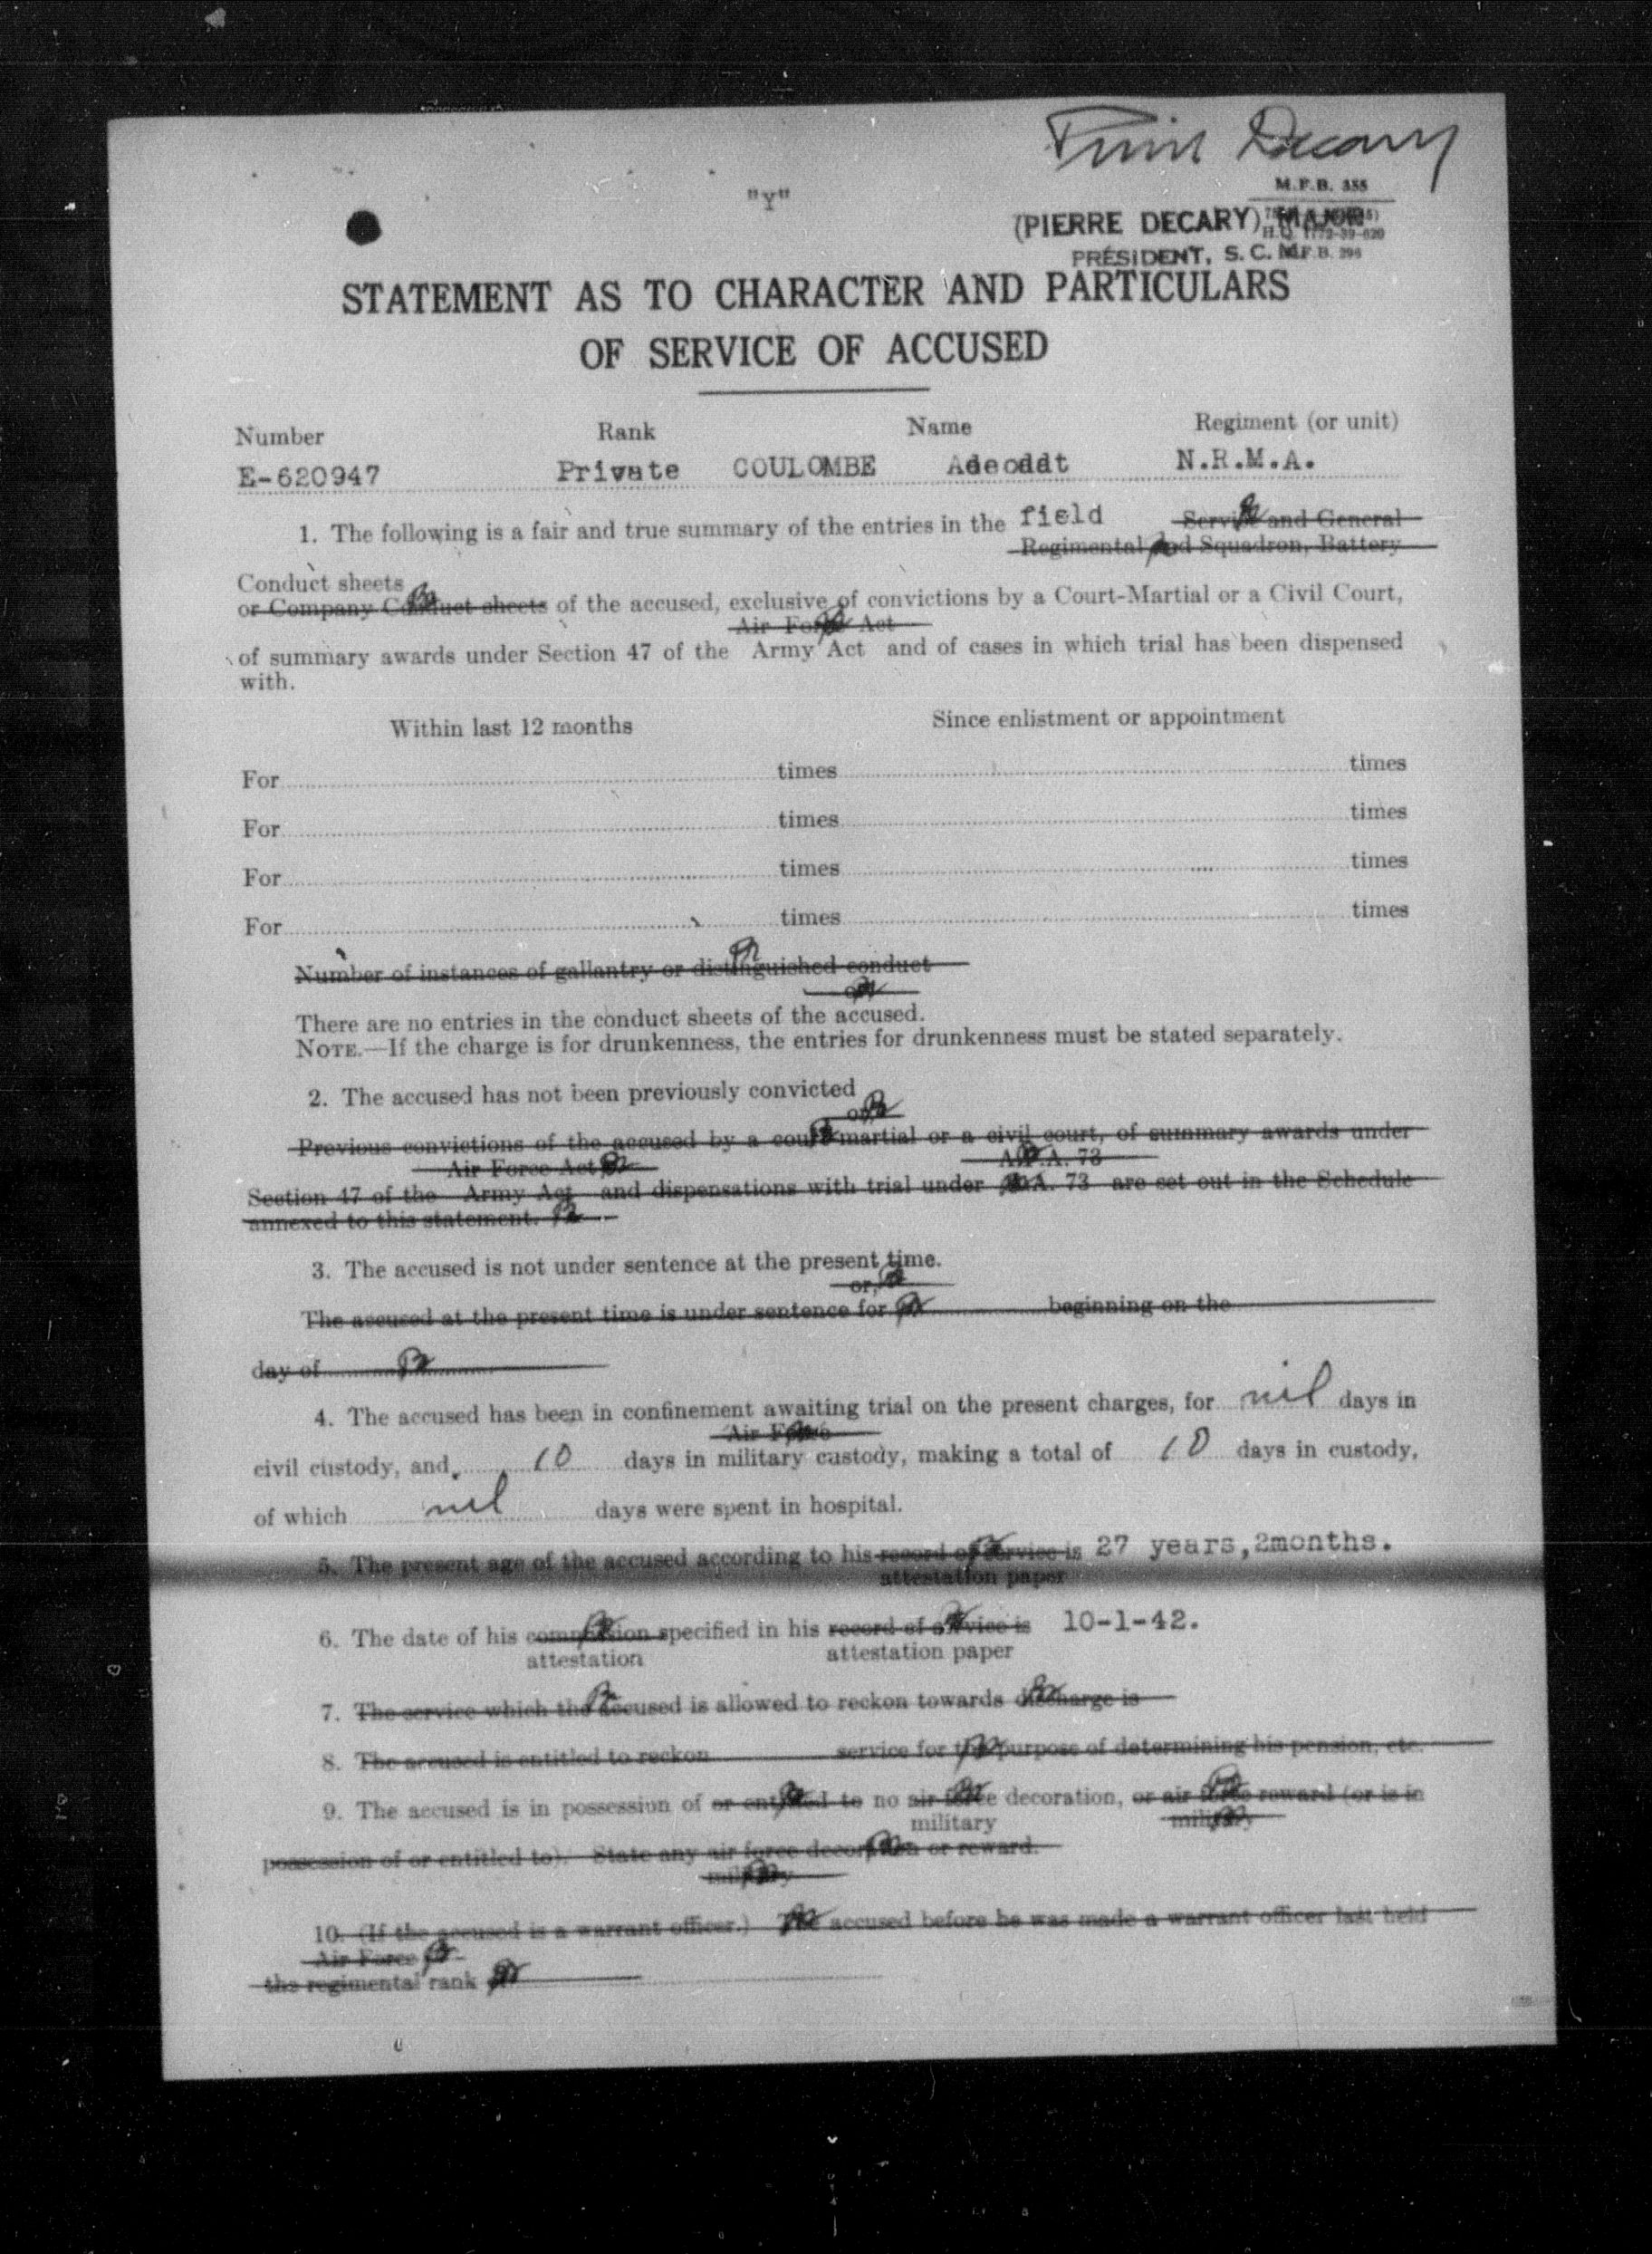 Pierre Decary
"Y"
M.F.B. 355
(PIERRE DECARY) MAJOR
H.Q. 1772-39-620
PRÉSIDENT, S. C. M.
M.F.B. 296
STATEMENT AS TO CHARACTER AND PARTICULARS
OF SERVICE OF ACCUSED
Number Rank Name Regiment (or unit)
E-620947 Private COULOMBE Adeodat N.R.M.A.
1. The following is a fair and true summary of the entries in the field Service and General
Regimental and Squadron, Battery
Conduct sheets
or Company Conduct sheets of the accused, exclusive of convictions by a Court-Martial or a Civil Court,
Air Force Act
of summary awards under Section 47 of the Army Act and of cases in which trial has been dispensed
with.
Within last 12 months Since enlistment or appointment
For times times
For times times
For times times
For times times
Number of instances of gallantry or distinguished conduct
or
There are no entries in the conduct sheets of the accused.
NOTE.—If the charge is for drunkenness, the entries for drunkenness must be stated separately.
2. The accused has not been previously convicted
or
Previous convictions of the accused by a court martial or a civil court, of summary awards under
Air Force Act A.F.A. 73
Section 47 of the Army Act and dispensations with trial under A.A. 73 are set out in the Schedule
annexed to this statement.
3. The accused is not under sentence at the present time.
or,
The accused at the present time is under sentence for beginning on the
day of
4. The accused has been in confinement awaiting trial on the present charges, for nil days in
Air Force
civil custody, and 10 days in military custody, making a total of 10 days in custody,
of which nil days were spent in hospital.
5. The present age of the accused according to his record of service is 27 years,2months.
attestation paper
6. The date of his commission specified in his record of service is 10-1-42.
attestation attestation paper
7. The service which the accused is allowed to reckon towards discharge is
8. The accused is entitled to reckon service for the purpose of determining his pension, etc.
9. The accused is in possession of or entitled to no air force decoration, or air force reward (or is in
military military
possession of or entitled to). State any air force decoration or reward.
military
10. (If the accused is a warrant officer.) The accused before he was made a warrant officer last held
Air Force
the regimental rank of